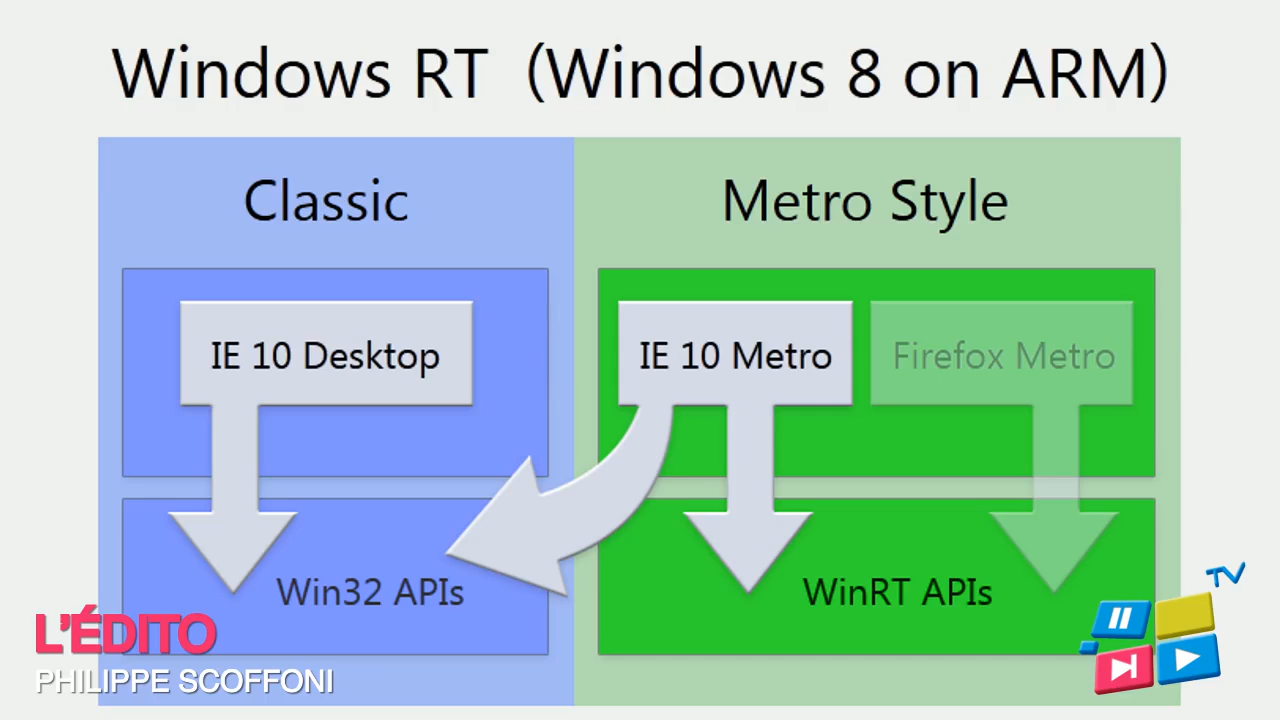 Windows RT (Windows 8 on ARM)
Classic
Metro Style
IE 10 Desktop
IE 10 Metro
Firefox Metro
Win32 APIs
WinRT APIs
L'ÉDITO
PHILIPPE SCOFFONI
TV